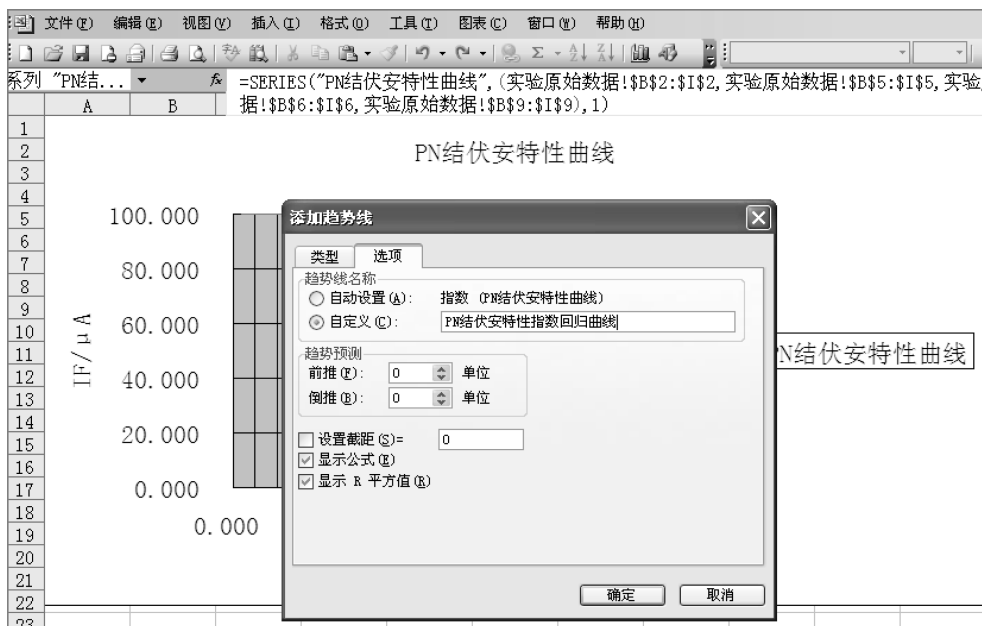 文件(F) 编辑(E) 视图(V) 插入(I) 格式(O) 工具(T) 图表(C) 窗口(W) 帮助(H)
系列 "PN结... fx =SERIES("PN结伏安特性曲线",(实验原始数据!$B$2:$I$2,实验原始数据!$B$5:$I$5,实验
据!$B$6:$I$6,实验原始数据!$B$9:$I$9),1)
A B
1
2
3
4
5
6
7
8
9
10
11
12
13
14
15
16
17
18
19
20
21
22
23
PN结伏安特性曲线
100.000
80.000
60.000
40.000
20.000
0.000
0.000
IF/μA
PN结伏安特性曲线
添加趋势线
类型 选项
趋势线名称
自动设置(A): 指数 (PN结伏安特性曲线)
自定义(C): PN结伏安特性指数回归曲线
趋势预测
前推(F): 0 单位
倒推(B): 0 单位
设置截距(S)= 0
显示公式(E)
显示 R 平方值(R)
确定 取消